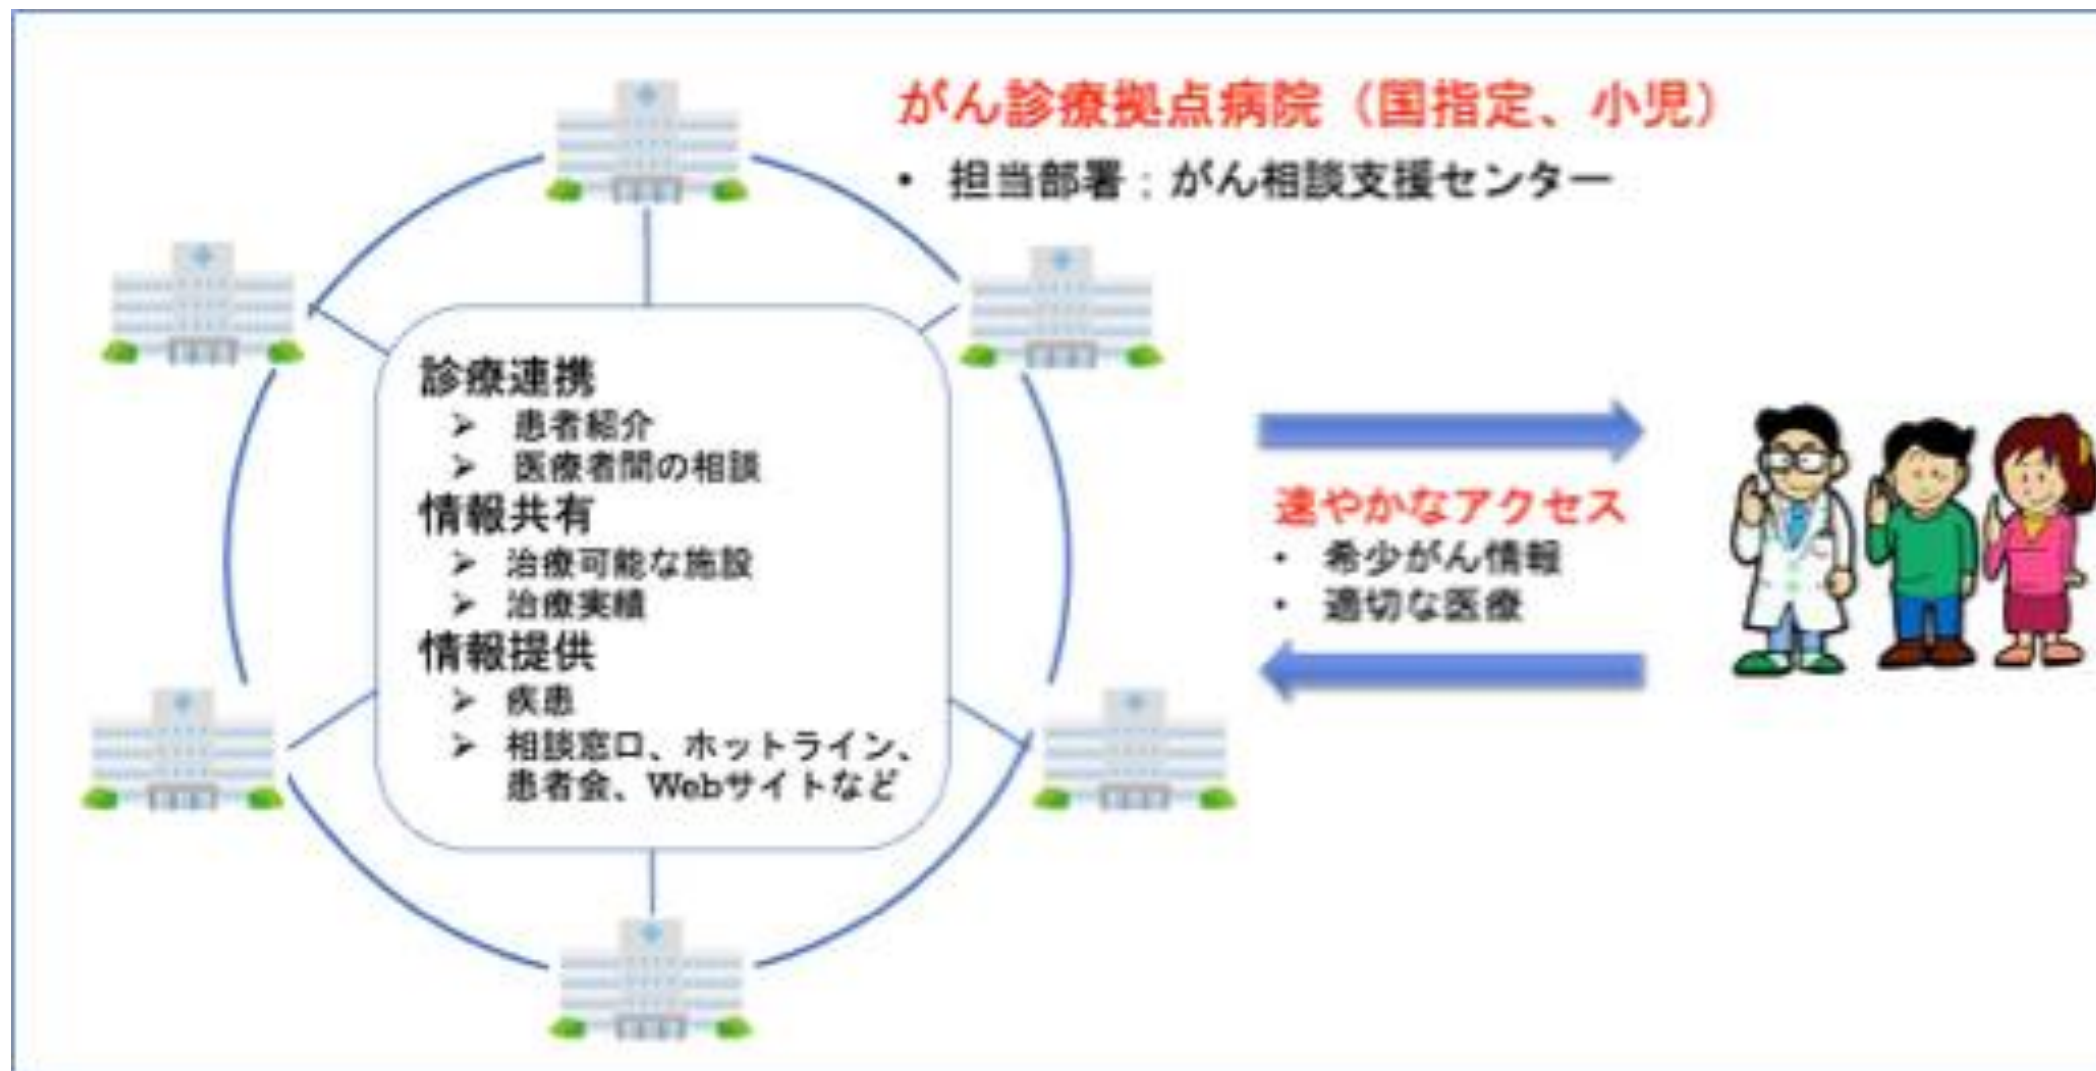 がん診療拠点病院（国指定、小児）
• 担当部署：がん相談支援センター
診療連携
➢ 患者紹介
➢ 医療者間の相談
情報共有
➢ 治療可能な施設
➢ 治療実績
情報提供
➢ 疾患
➢ 相談窓口、ホットライン、
患者会、Webサイトなど
速やかなアクセス
• 希少がん情報
• 適切な医療